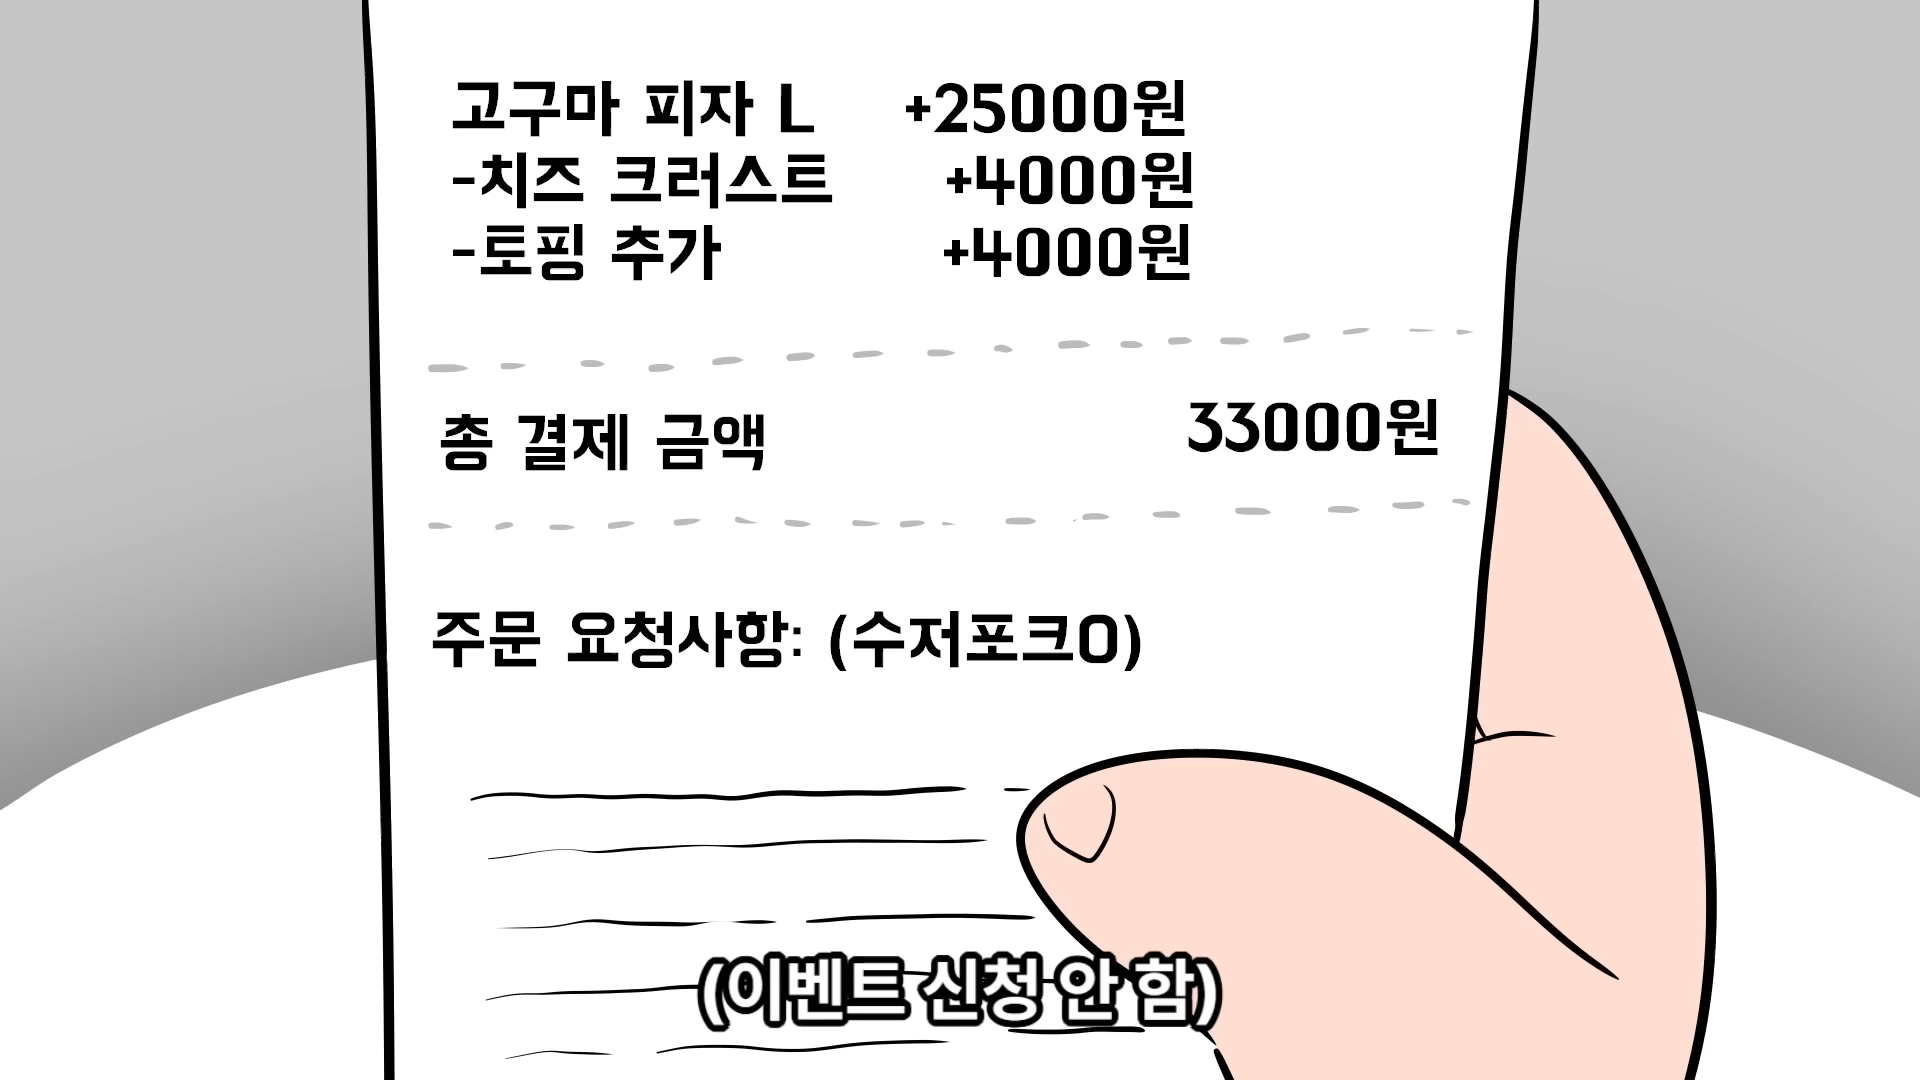 고구마 피자 L +25000원
-치즈 크러스트 +4000원
-토핑 추가 +4000원
총 결제 금액 33000원
주문 요청사항: (수저포크O)
(이벤트 신청 안 함)